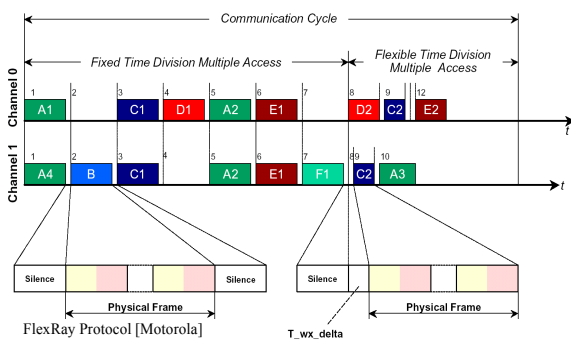 Communication Cycle
Fixed Time Division Multiple Access
Flexible Time Division
Multiple Access
Channel 0
1 2 3 4 5 6 7 8 9 12
A1 C1 D1 A2 E1 D2 C2 E2
t
Channel 1
1 2 3 4 5 6 7 8 9 10
A4 B C1 A2 E1 F1 C2 A3
t
Silence Silence Silence
Physical Frame Physical Frame
FlexRay Protocol [Motorola]
T_wx_delta